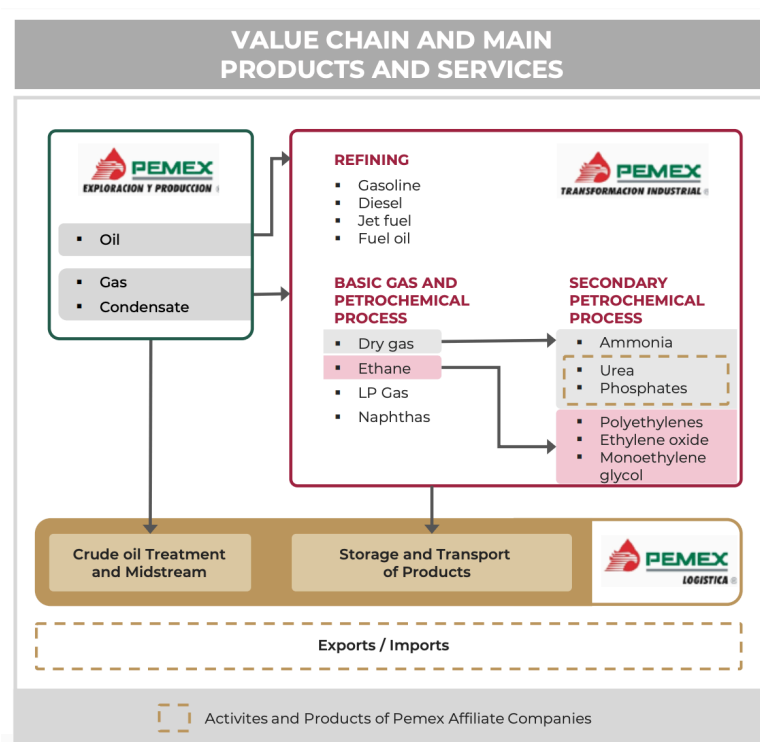 VALUE CHAIN AND MAIN
PRODUCTS AND SERVICES
PEMEX
EXPLORACION Y PRODUCCION ®
▪ Oil
▪ Gas
▪ Condensate
REFINING
▪ Gasoline
▪ Diesel
▪ Jet fuel
▪ Fuel oil
PEMEX
TRANSFORMACION INDUSTRIAL ®
BASIC GAS AND
PETROCHEMICAL
PROCESS
▪ Dry gas
▪ Ethane
▪ LP Gas
▪ Naphthas
SECONDARY
PETROCHEMICAL
PROCESS
▪ Ammonia
▪ Urea
▪ Phosphates
▪ Polyethylenes
▪ Ethylene oxide
▪ Monoethylene
glycol
Crude oil Treatment
and Midstream
Storage and Transport
of Products
PEMEX
LOGISTICA ®
Exports / Imports
Activites and Products of Pemex Affiliate Companies